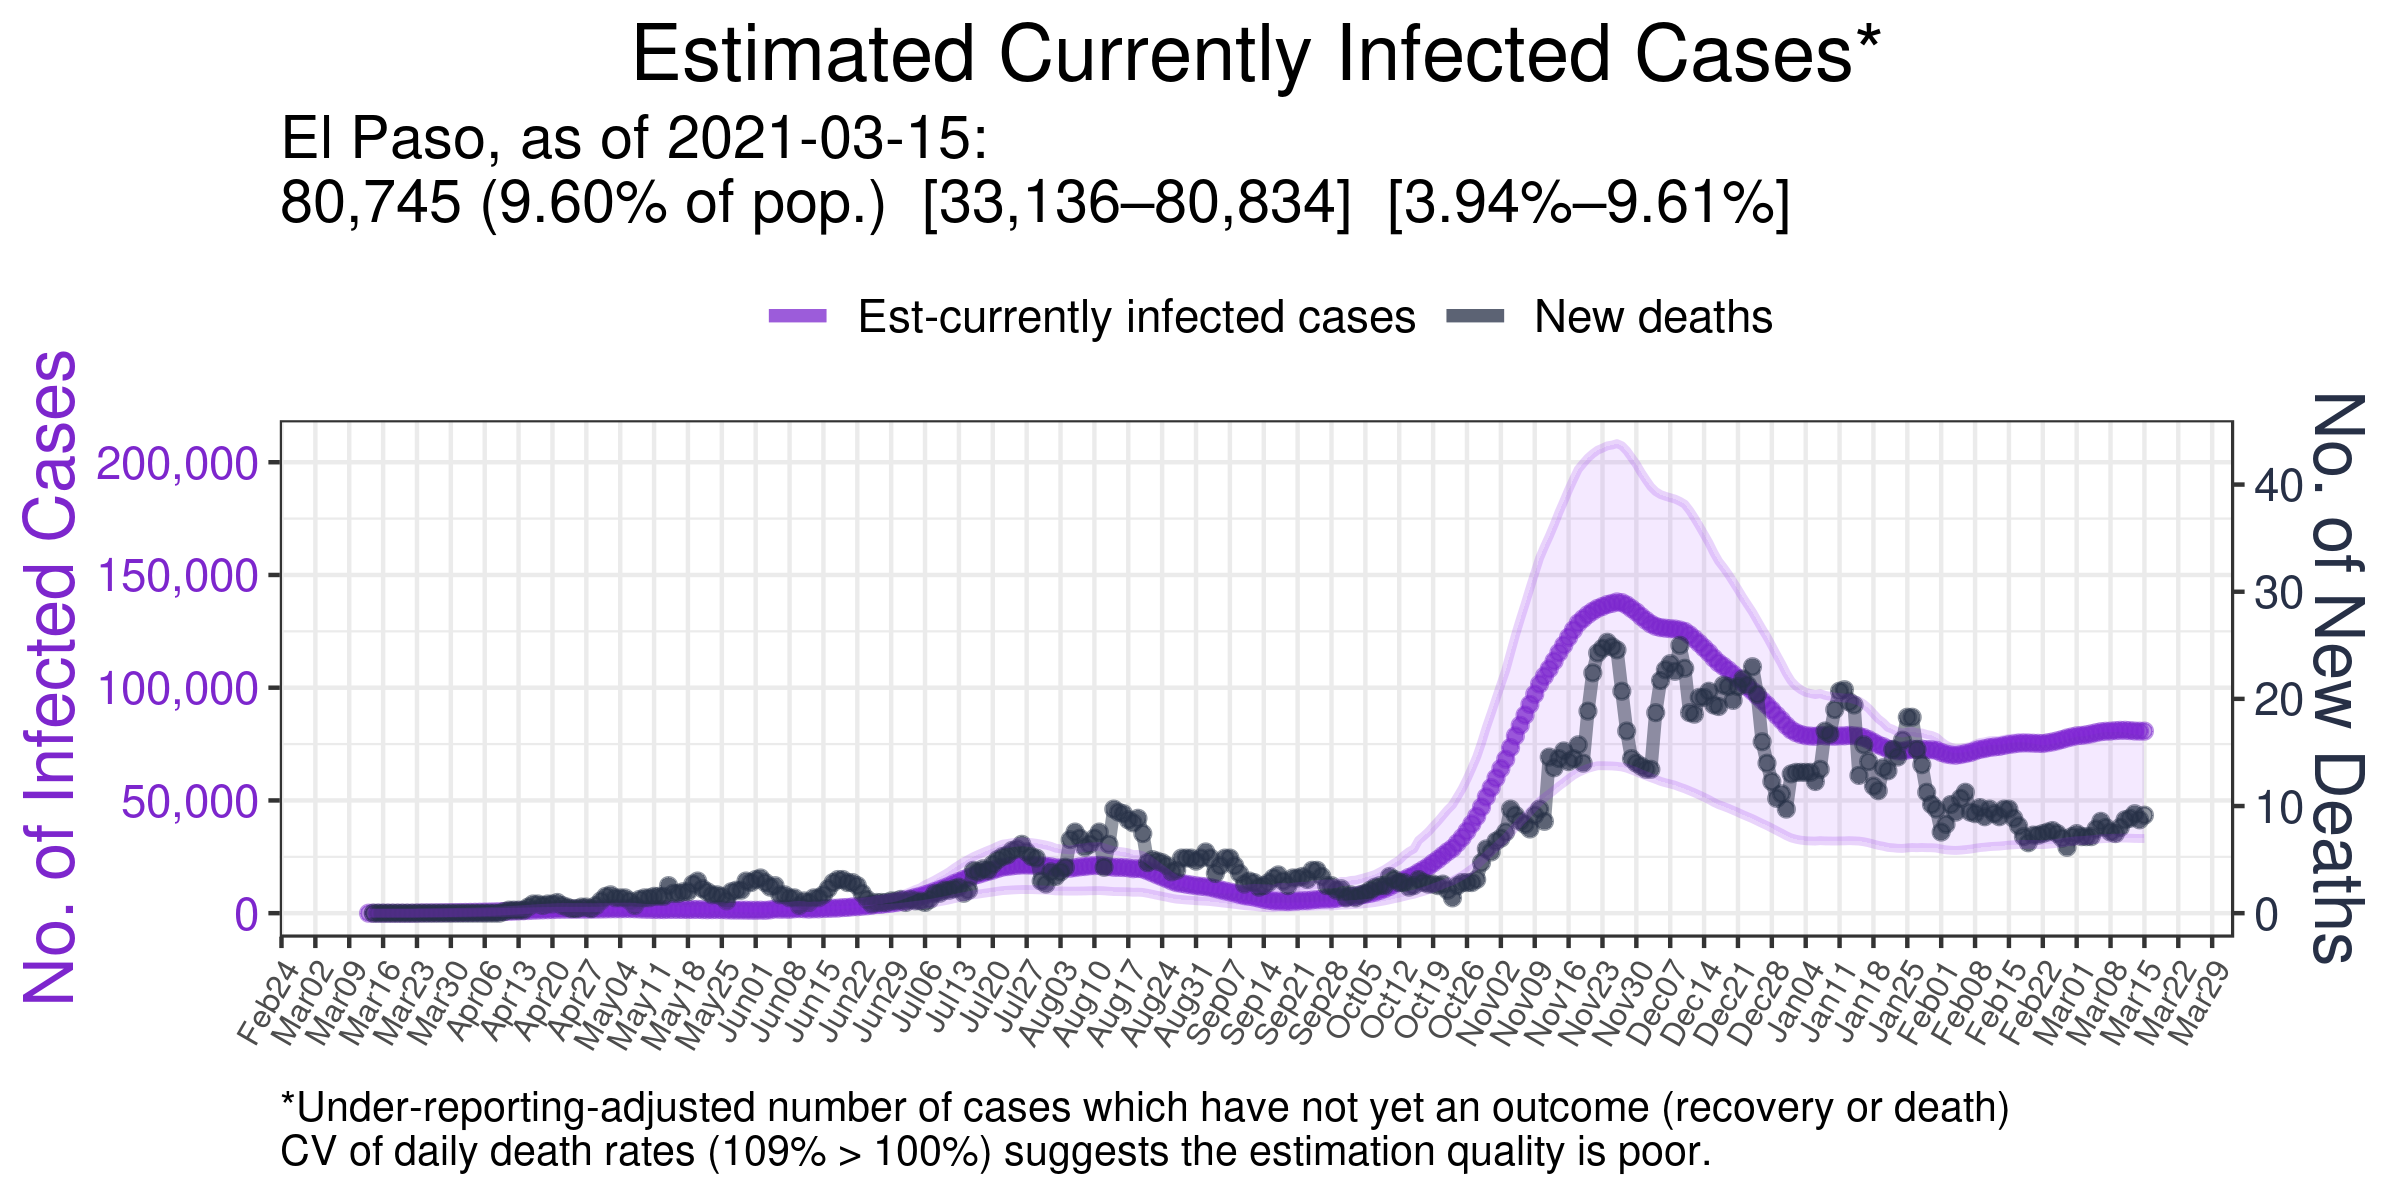 Estimated Currently Infected Cases*
El Paso, as of 2021-03-15:
80,745 (9.60% of pop.)  [33,136–80,834]  [3.94%–9.61%]
Est-currently infected cases
New deaths
No. of Infected Cases
200,000
150,000
100,000
50,000
0
40
30
20
10
0
No. of New Deaths
Feb24
Mar02
Mar09
Mar16
Mar23
Mar30
Apr06
Apr13
Apr20
Apr27
May04
May11
May18
May25
Jun01
Jun08
Jun15
Jun22
Jun29
Jul06
Jul13
Jul20
Jul27
Aug03
Aug10
Aug17
Aug24
Aug31
Sep07
Sep14
Sep21
Sep28
Oct05
Oct12
Oct19
Oct26
Nov02
Nov09
Nov16
Nov23
Nov30
Dec07
Dec14
Dec21
Dec28
Jan04
Jan11
Jan18
Jan25
Feb01
Feb08
Feb15
Feb22
Mar01
Mar08
Mar15
Mar22
Mar29
*Under-reporting-adjusted number of cases which have not yet an outcome (recovery or death)
CV of daily death rates (109% > 100%) suggests the estimation quality is poor.